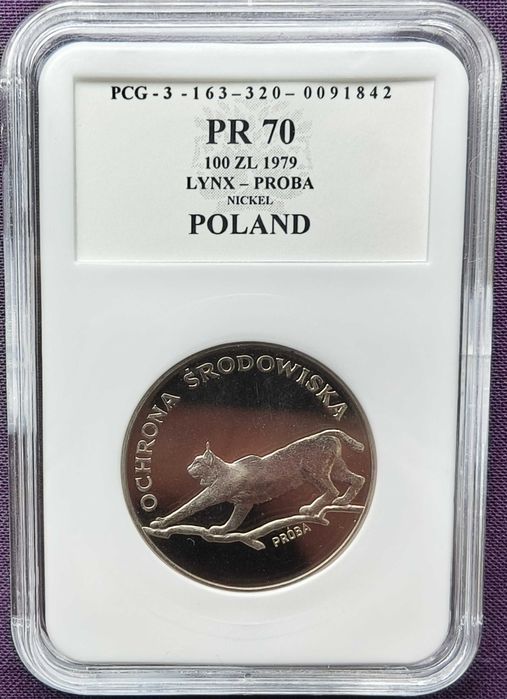 PCG - 3 - 163 – 320 – 0091842
PR 70
100 ZL 1979
LYNX – PROBA
NICKEL
POLAND
OCHRONA ŚRODOWISKA
PRÓBA